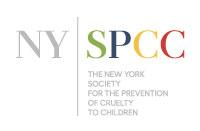 NY SPCC
THE NEW YORK
SOCIETY
FOR THE PREVENTION
OF CRUELTY
TO CHILDREN